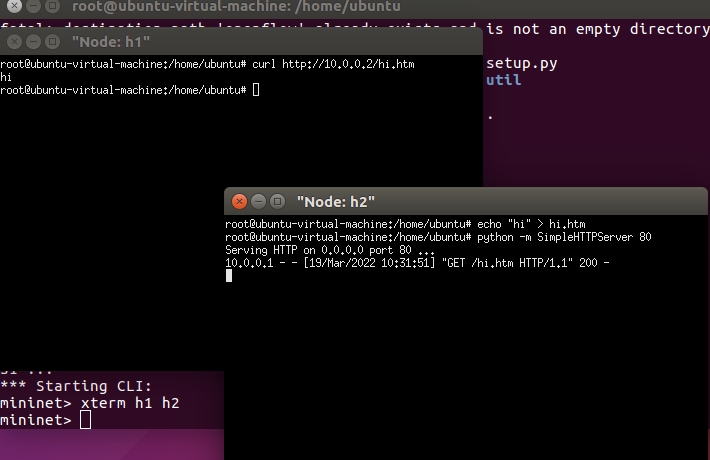 root@ubuntu-virtual-machine: /home/ubuntu
already exists and is not an empty directory
"Node: h1"
root@ubuntu-virtual-machine:/home/ubuntu# curl http://10.0.0.2/hi.htm
hi
root@ubuntu-virtual-machine:/home/ubuntu#
setup.py
util
.
"Node: h2"
root@ubuntu-virtual-machine:/home/ubuntu# echo "hi" > hi.htm
root@ubuntu-virtual-machine:/home/ubuntu# python -m SimpleHTTPServer 80
Serving HTTP on 0.0.0.0 port 80 ...
10.0.0.1 - - [19/Mar/2022 10:31:51] "GET /hi.htm HTTP/1.1" 200 -
*** Starting CLI:
mininet> xterm h1 h2
mininet>